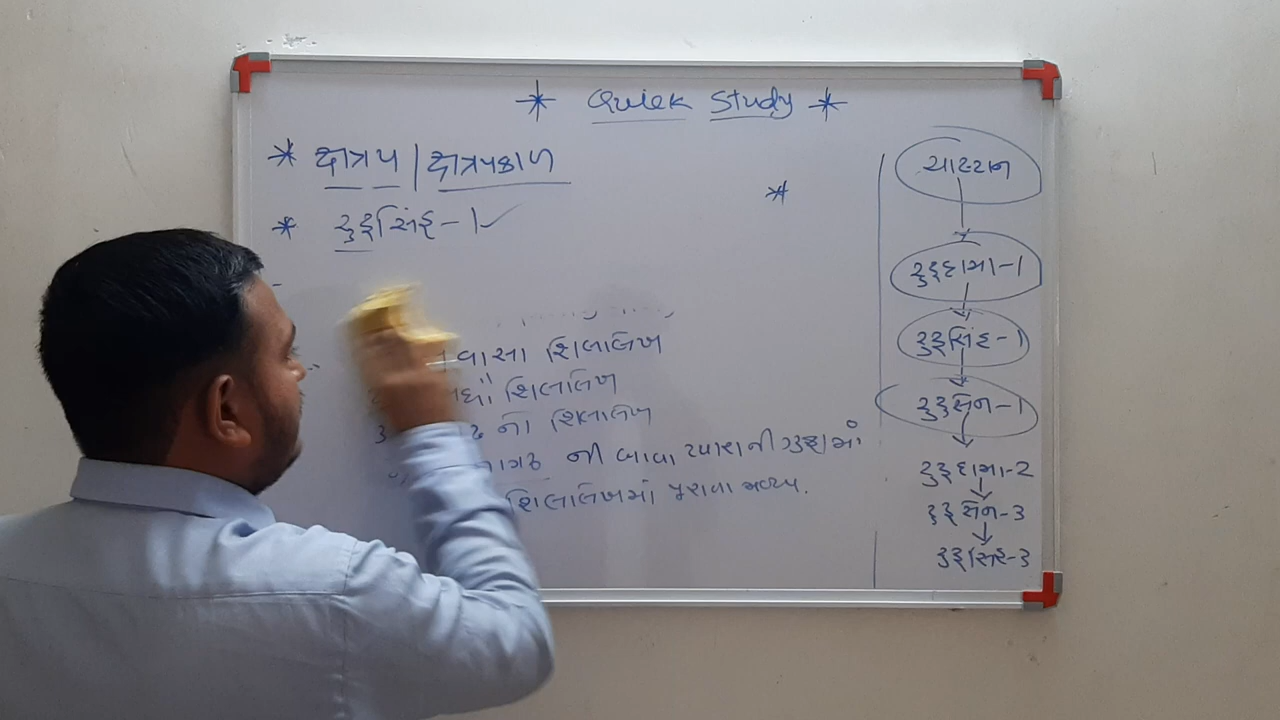 * Quick Study *
* ક્ષત્રપ | ક્ષત્રપકાળ
*
* રુદ્રસિંહ-1 ✓
શિલાલેખ
શિલાલેખ
નો શિલાલેખ
ની બાવા પ્યારાની ગુફામાં
શિલાલેખમાં પુરાવા મળ્યા.
ચાસ્ટાન
↓
રુદ્રદામા-1
↓
રુદ્રસિંહ-1
↓
રુદ્રસેન-1
↓
રુદ્રદામા-2
↓
રુદ્રસેન-3
↓
રુદ્રસિંહ-3